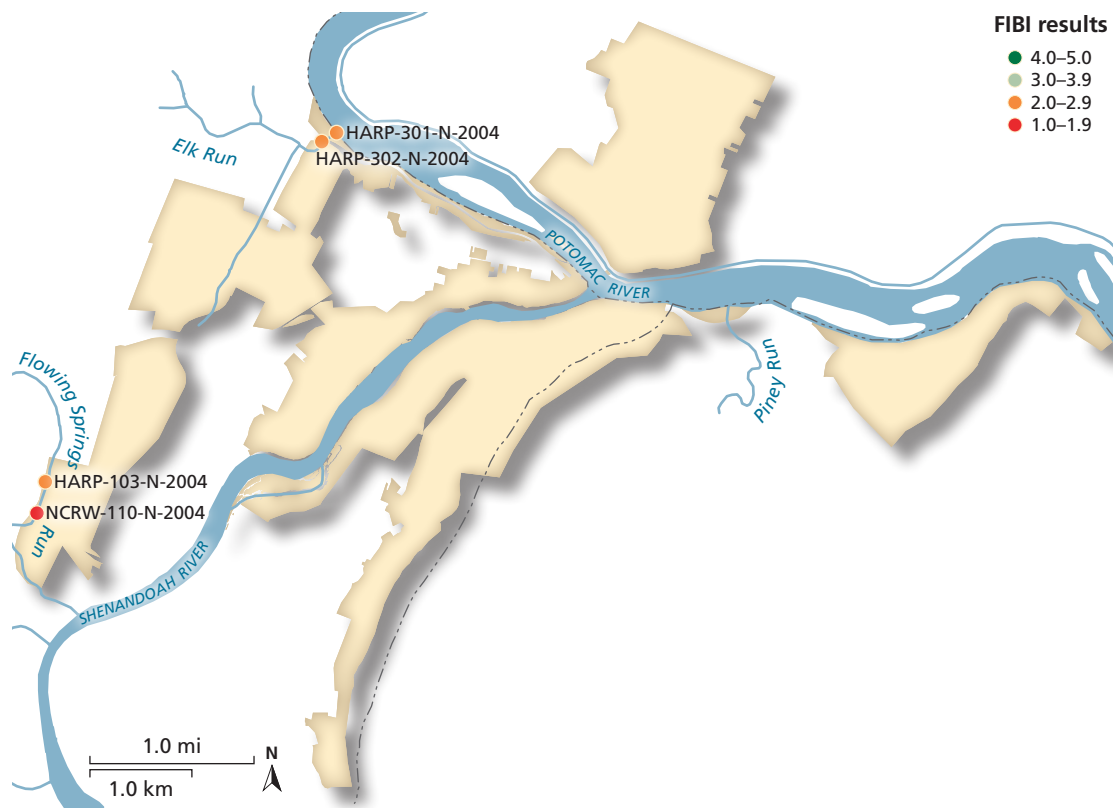 FIBI results
4.0–5.0
3.0–3.9
2.0–2.9
1.0–1.9
HARP-301-N-2004
HARP-302-N-2004
Elk Run
POTOMAC RIVER
Piney Run
Flowing Springs
Run
HARP-103-N-2004
NCRW-110-N-2004
SHENANDOAH RIVER
1.0 mi
1.0 km
N